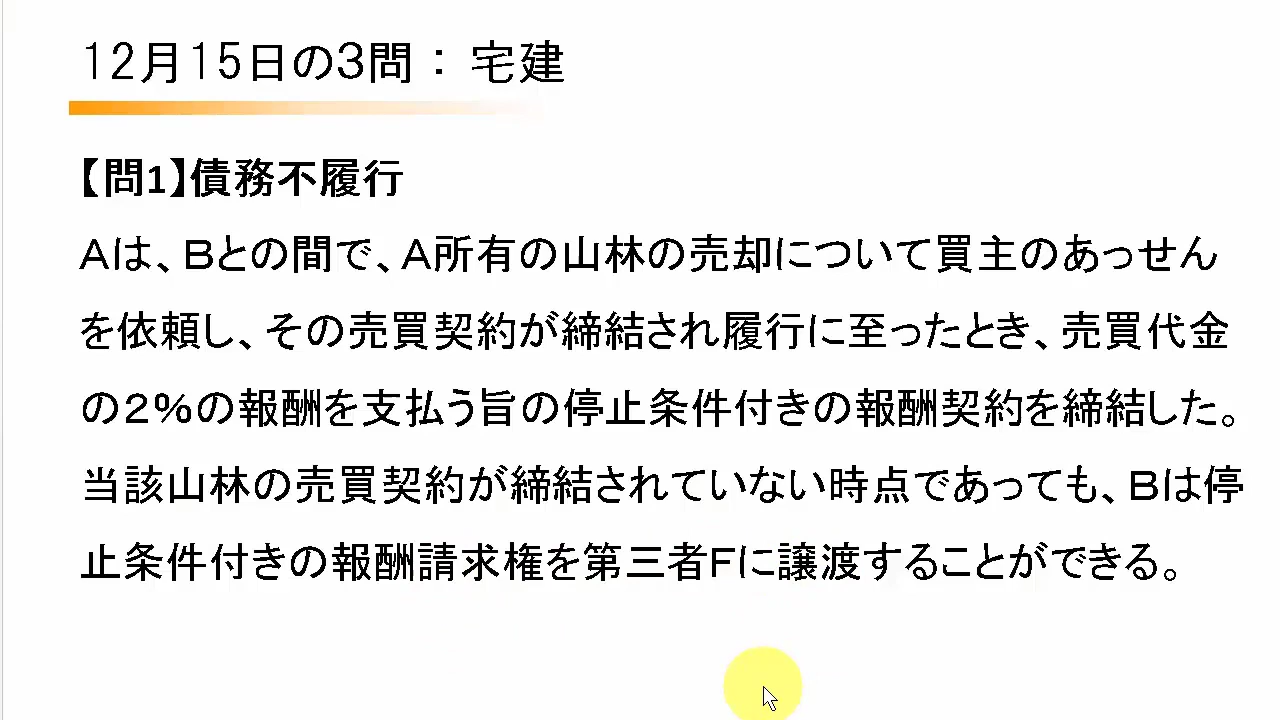 12月15日の3問：宅建
【問1】債務不履行
Aは、Bとの間で、A所有の山林の売却について買主のあっせん
を依頼し、その売買契約が締結され履行に至ったとき、売買代金
の2%の報酬を支払う旨の停止条件付きの報酬契約を締結した。
当該山林の売買契約が締結されていない時点であっても、Bは停
止条件付きの報酬請求権を第三者Fに譲渡することができる。